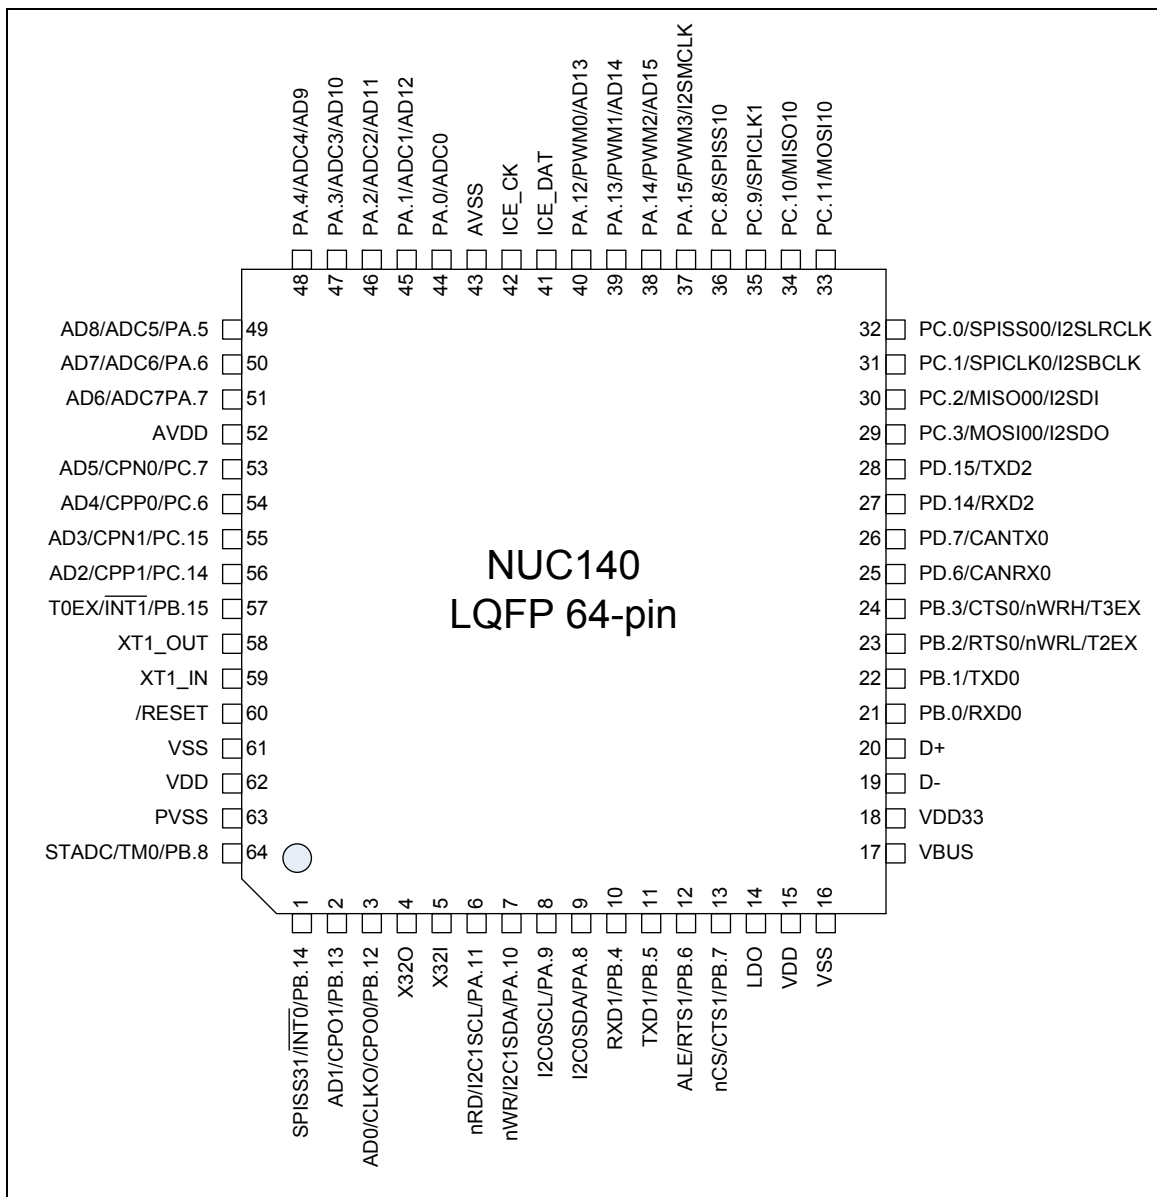 PA.4/ADC4/AD9
PA.3/ADC3/AD10
PA.2/ADC2/AD11
PA.1/ADC1/AD12
PA.0/ADC0
AVSS
ICE_CK
ICE_DAT
PA.12/PWM0/AD13
PA.13/PWM1/AD14
PA.14/PWM2/AD15
PA.15/PWM3/I2SMCLK
PC.8/SPISS10
PC.9/SPICLK1
PC.10/MISO10
PC.11/MOSI10
48 47 46 45 44 43 42 41 40 39 38 37 36 35 34 33
AD8/ADC5/PA.5 49
AD7/ADC6/PA.6 50
AD6/ADC7PA.7 51
AVDD 52
AD5/CPN0/PC.7 53
AD4/CPP0/PC.6 54
AD3/CPN1/PC.15 55
AD2/CPP1/PC.14 56
T0EX/INT1/PB.15 57
XT1_OUT 58
XT1_IN 59
/RESET 60
VSS 61
VDD 62
PVSS 63
STADC/TM0/PB.8 64
NUC140
LQFP 64-pin
32 PC.0/SPISS00/I2SLRCLK
31 PC.1/SPICLK0/I2SBCLK
30 PC.2/MISO00/I2SDI
29 PC.3/MOSI00/I2SDO
28 PD.15/TXD2
27 PD.14/RXD2
26 PD.7/CANTX0
25 PD.6/CANRX0
24 PB.3/CTS0/nWRH/T3EX
23 PB.2/RTS0/nWRL/T2EX
22 PB.1/TXD0
21 PB.0/RXD0
20 D+
19 D-
18 VDD33
17 VBUS
1 2 3 4 5 6 7 8 9 10 11 12 13 14 15 16
SPISS31/INT0/PB.14
AD1/CPO1/PB.13
AD0/CLKO/CPO0/PB.12
X32O
X32I
nRD/I2C1SCL/PA.11
nWR/I2C1SDA/PA.10
I2C0SCL/PA.9
I2C0SDA/PA.8
RXD1/PB.4
TXD1/PB.5
ALE/RTS1/PB.6
nCS/CTS1/PB.7
LDO
VDD
VSS